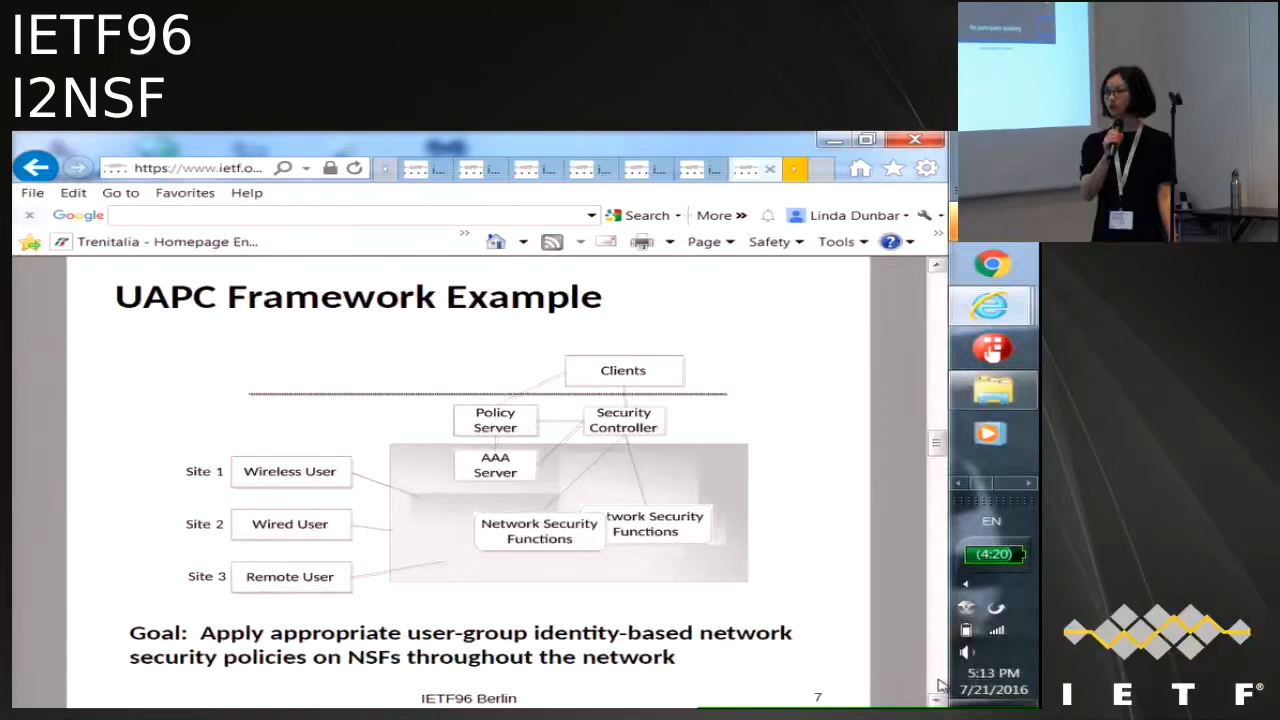 IETF96
I2NSF
No participants speaking
https://www.ietf.o...
i...
i...
i...
i...
i...
i...
File Edit Go to Favorites Help
x Google Search More » Linda Dunbar
Trenitalia - Homepage En... Page Safety Tools
UAPC Framework Example
Clients
Policy
Server
Security
Controller
AAA
Server
Site 1 Wireless User
Site 2 Wired User
Network Security
Functions
twork Security
Functions
Site 3 Remote User
Goal: Apply appropriate user-group identity-based network
security policies on NSFs throughout the network
IETF96 Berlin 7
EN
(4:20)
5:13 PM
7/21/2016
I E T F®